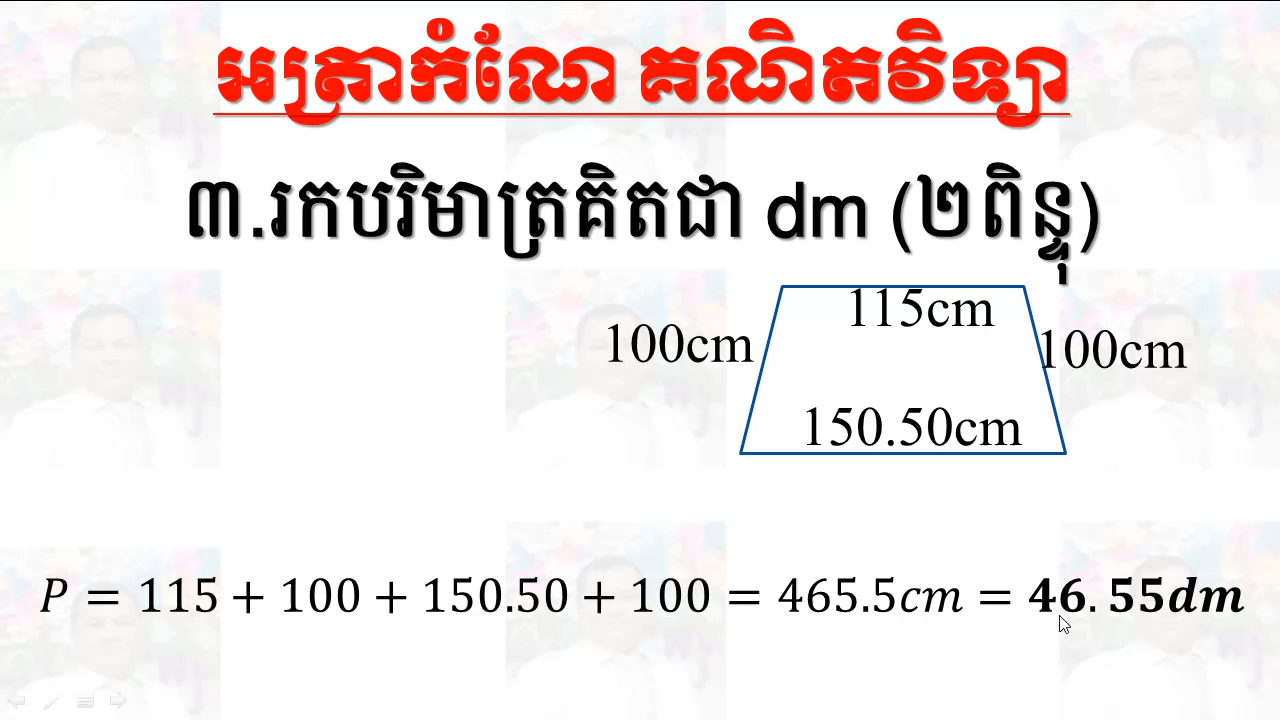 អត្រាកំណែ គណិតវិទ្យា
៣.រកបរិមាត្រគិតជា dm (២ពិន្ទុ)
115cm
100cm
100cm
150.50cm
P = 115 + 100 + 150.50 + 100 = 465.5cm = 46.55dm